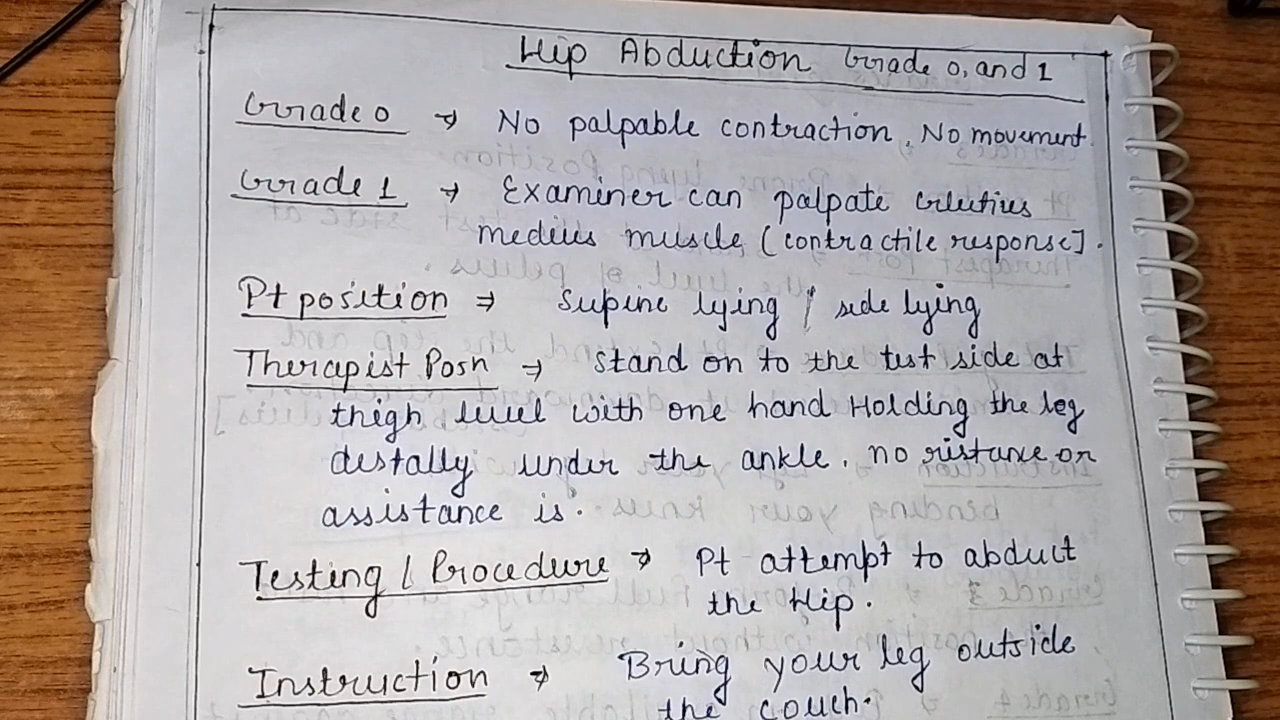 Hip Abduction Grade 0, and 1
Grade 0 → No palpable contraction, No movement.
Grade 1 → Examiner can palpate glutius
medius muscle (contractile response].
Pt position ⇒ Supine lying / side lying
Therapist Posn → Stand on to the test side at
thigh level with one hand Holding the leg
destally under the ankle. no ristance or
assistance is.
Testing / Procedure → Pt attempt to abduct
the Hip.
Instruction → Bring your leg outside
the couch.